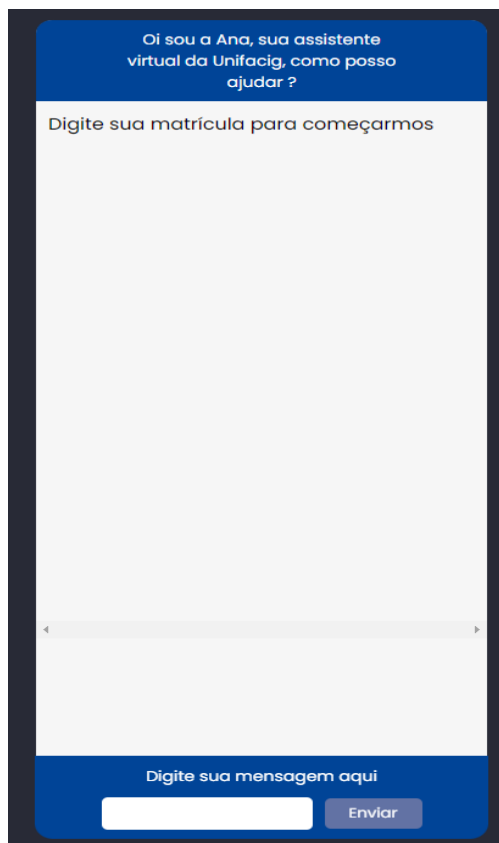 Oi sou a Ana, sua assistente
virtual da Unifacig, como posso
ajudar ?
Digite sua matrícula para começarmos
Digite sua mensagem aqui
Enviar